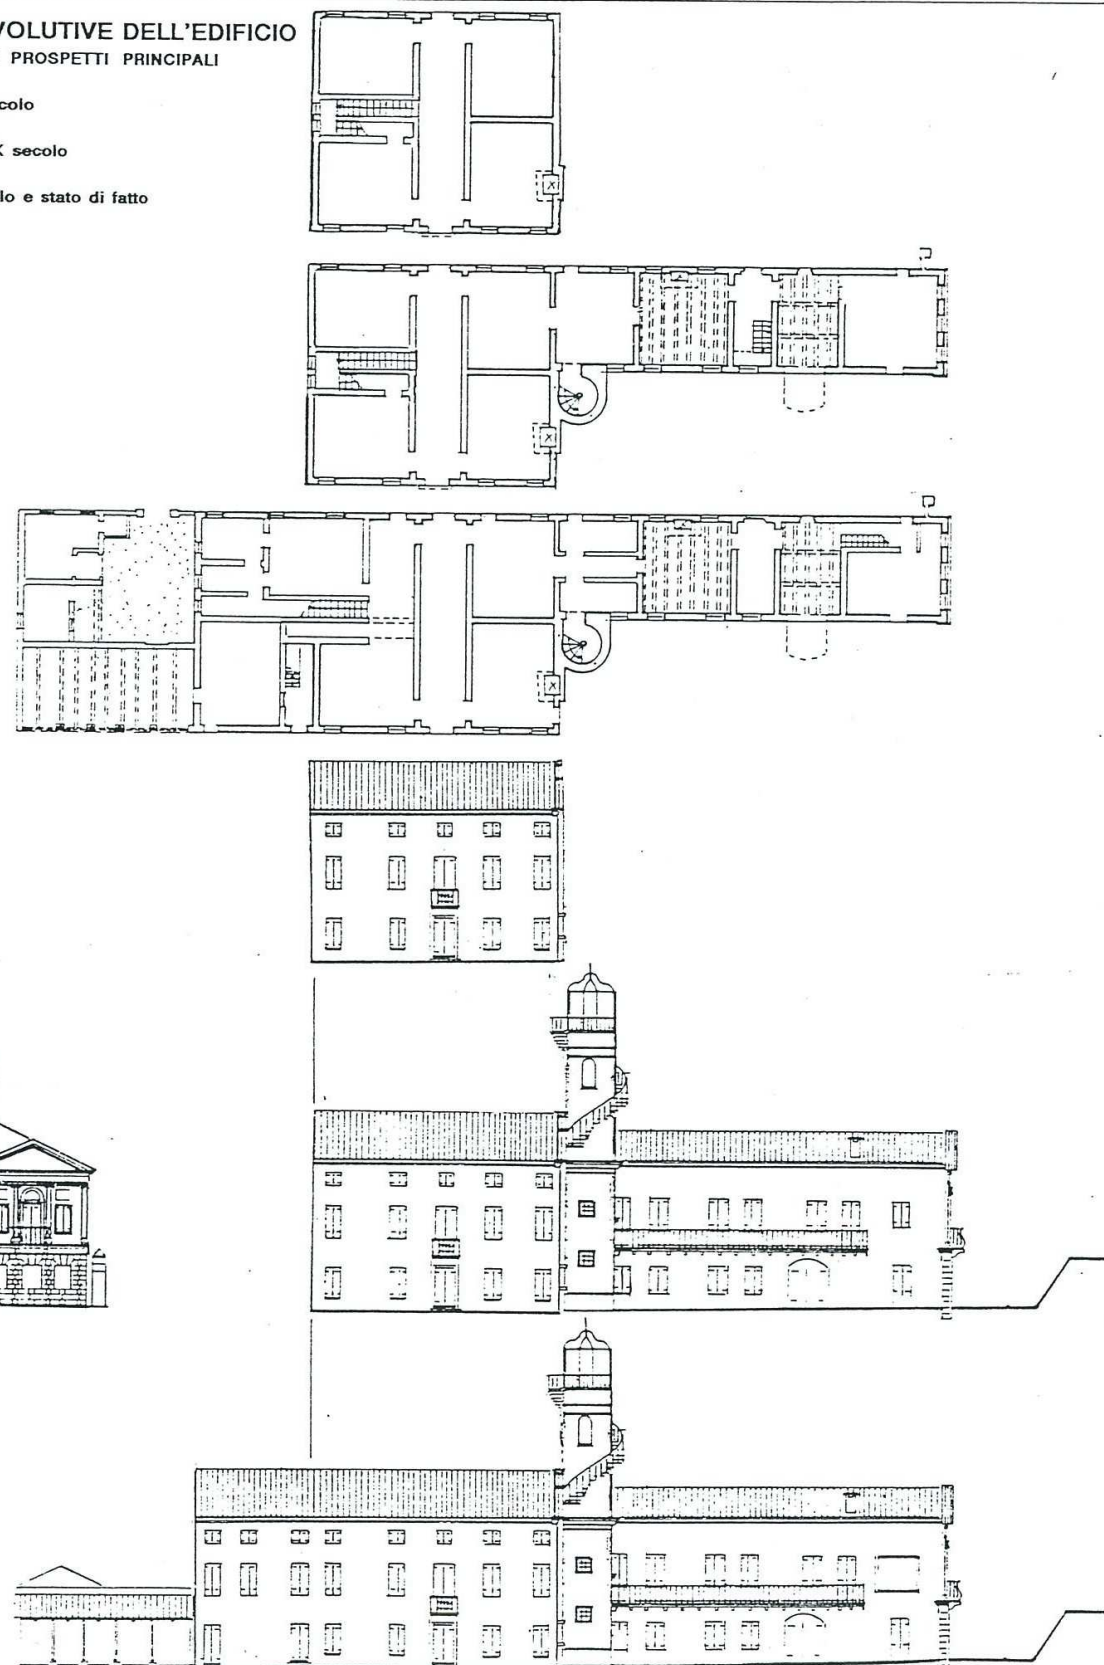 VOLUTIVE DELL'EDIFICIO
PROSPETTI PRINCIPALI
colo
X secolo
lo e stato di fatto